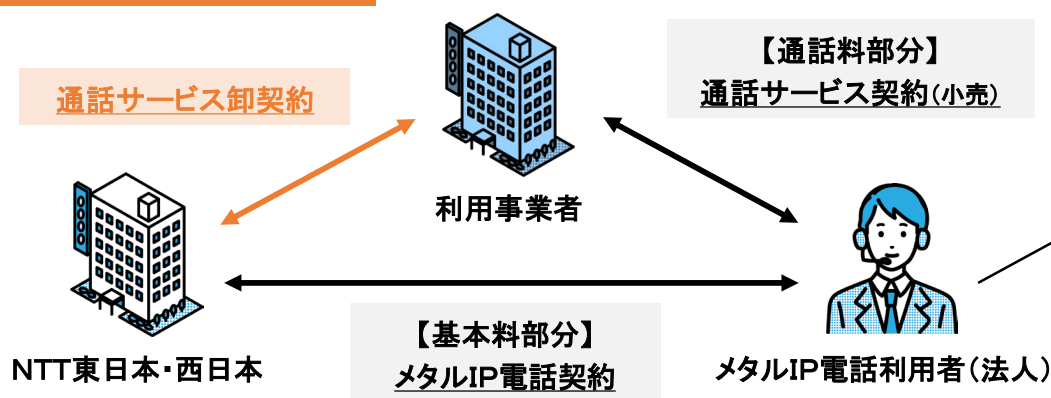 通話サービス卸契約
【通話料部分】
通話サービス契約(小売)
利用事業者
【基本料部分】
メタルIP電話契約
NTT東日本・西日本
メタルIP電話利用者(法人)